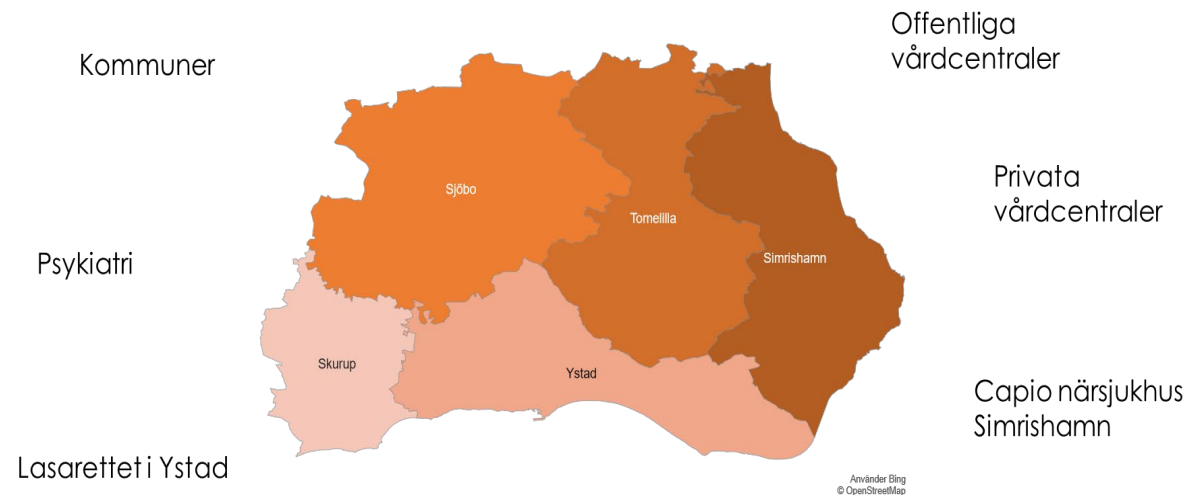 Kommuner
Offentliga
vårdcentraler
Privata
vårdcentraler
Sjöbo
Tomelilla
Simrishamn
Psykiatri
Skurup
Ystad
Capio närsjukhus
Simrishamn
Lasarettet i Ystad
Använder Bing
© OpenStreetMap